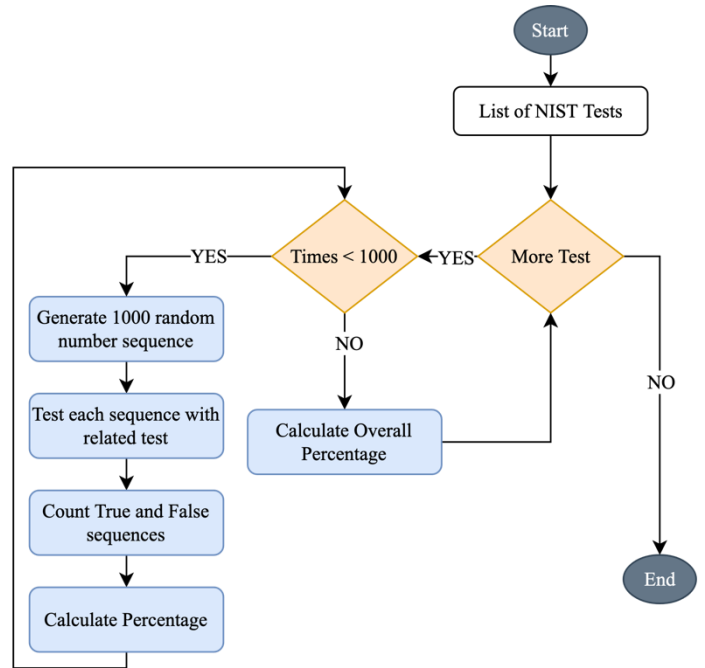 Start
List of NIST Tests
More Test
YES
Times < 1000
YES
NO
NO
Generate 1000 random
number sequence
Test each sequence with
related test
Count True and False
sequences
Calculate Percentage
Calculate Overall
Percentage
End